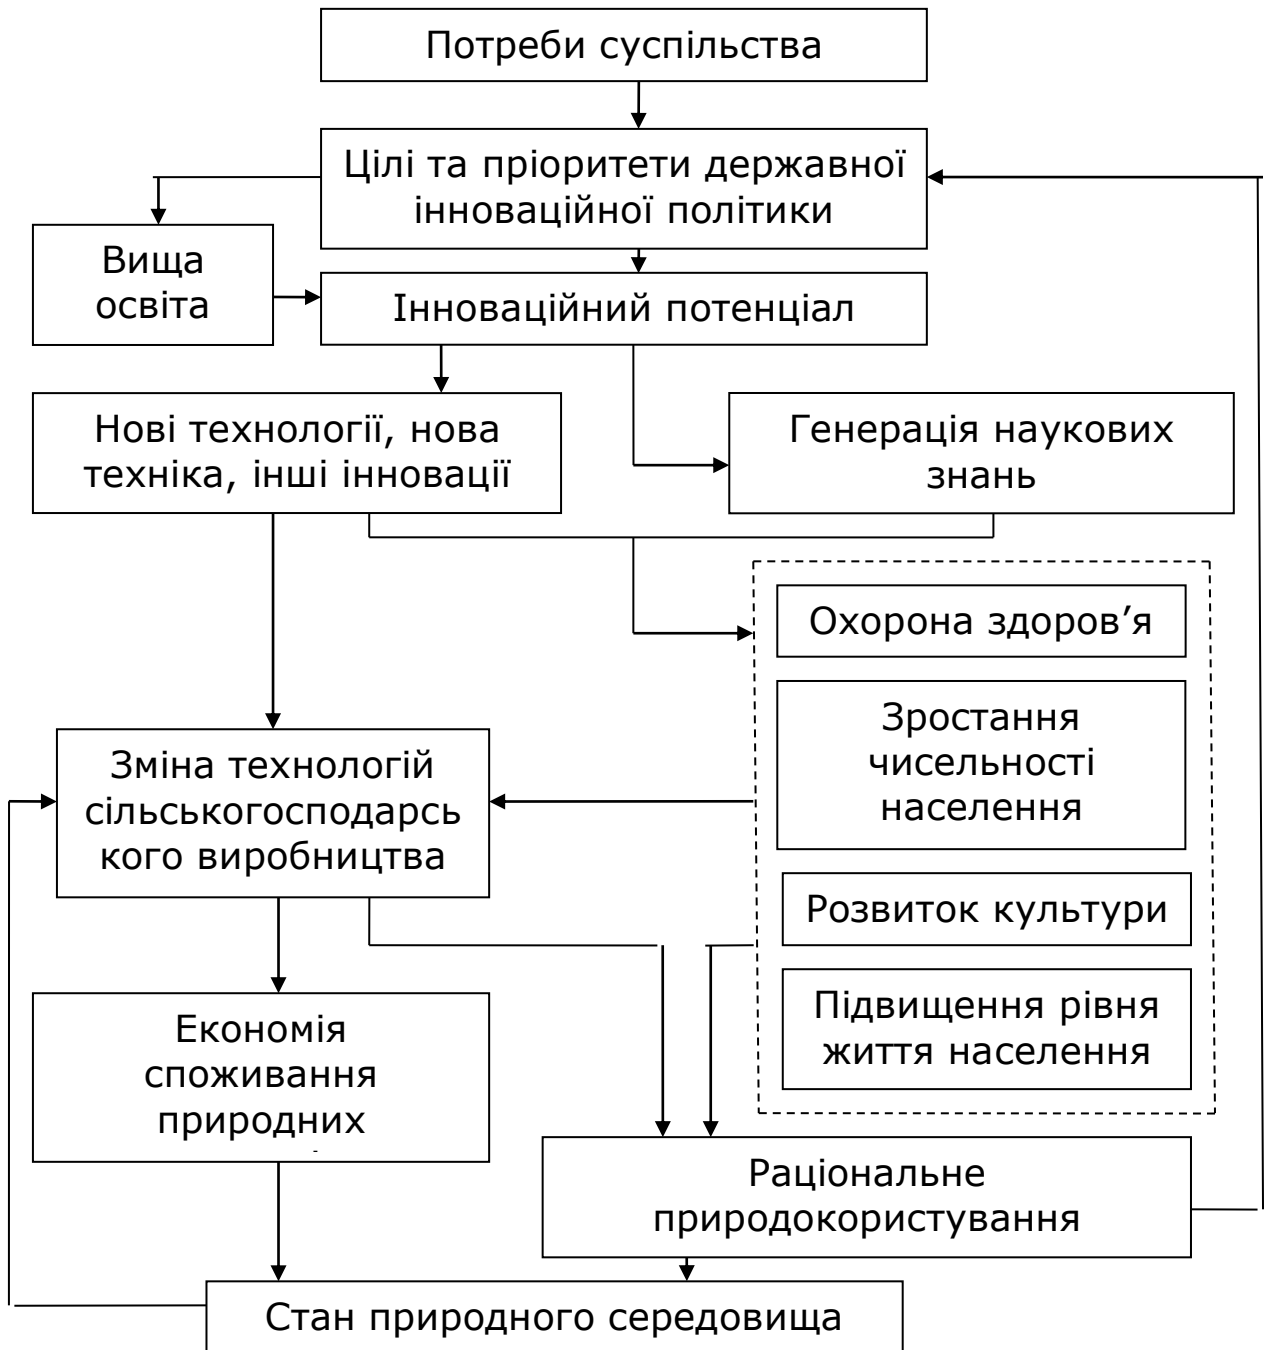 Потреби суспільства
Цілі та пріоритети державної
інноваційної політики
Вища
освіта
Інноваційний потенціал
Нові технології, нова
техніка, інші інновації
Генерація наукових
знань
Охорона здоров’я
Зростання
чисельності
населення
Зміна технологій
сільськогосподарсь
кого виробництва
Розвиток культури
Підвищення рівня
життя населення
Економія
споживання
природних
Раціональне
природокористування
Стан природного середовища